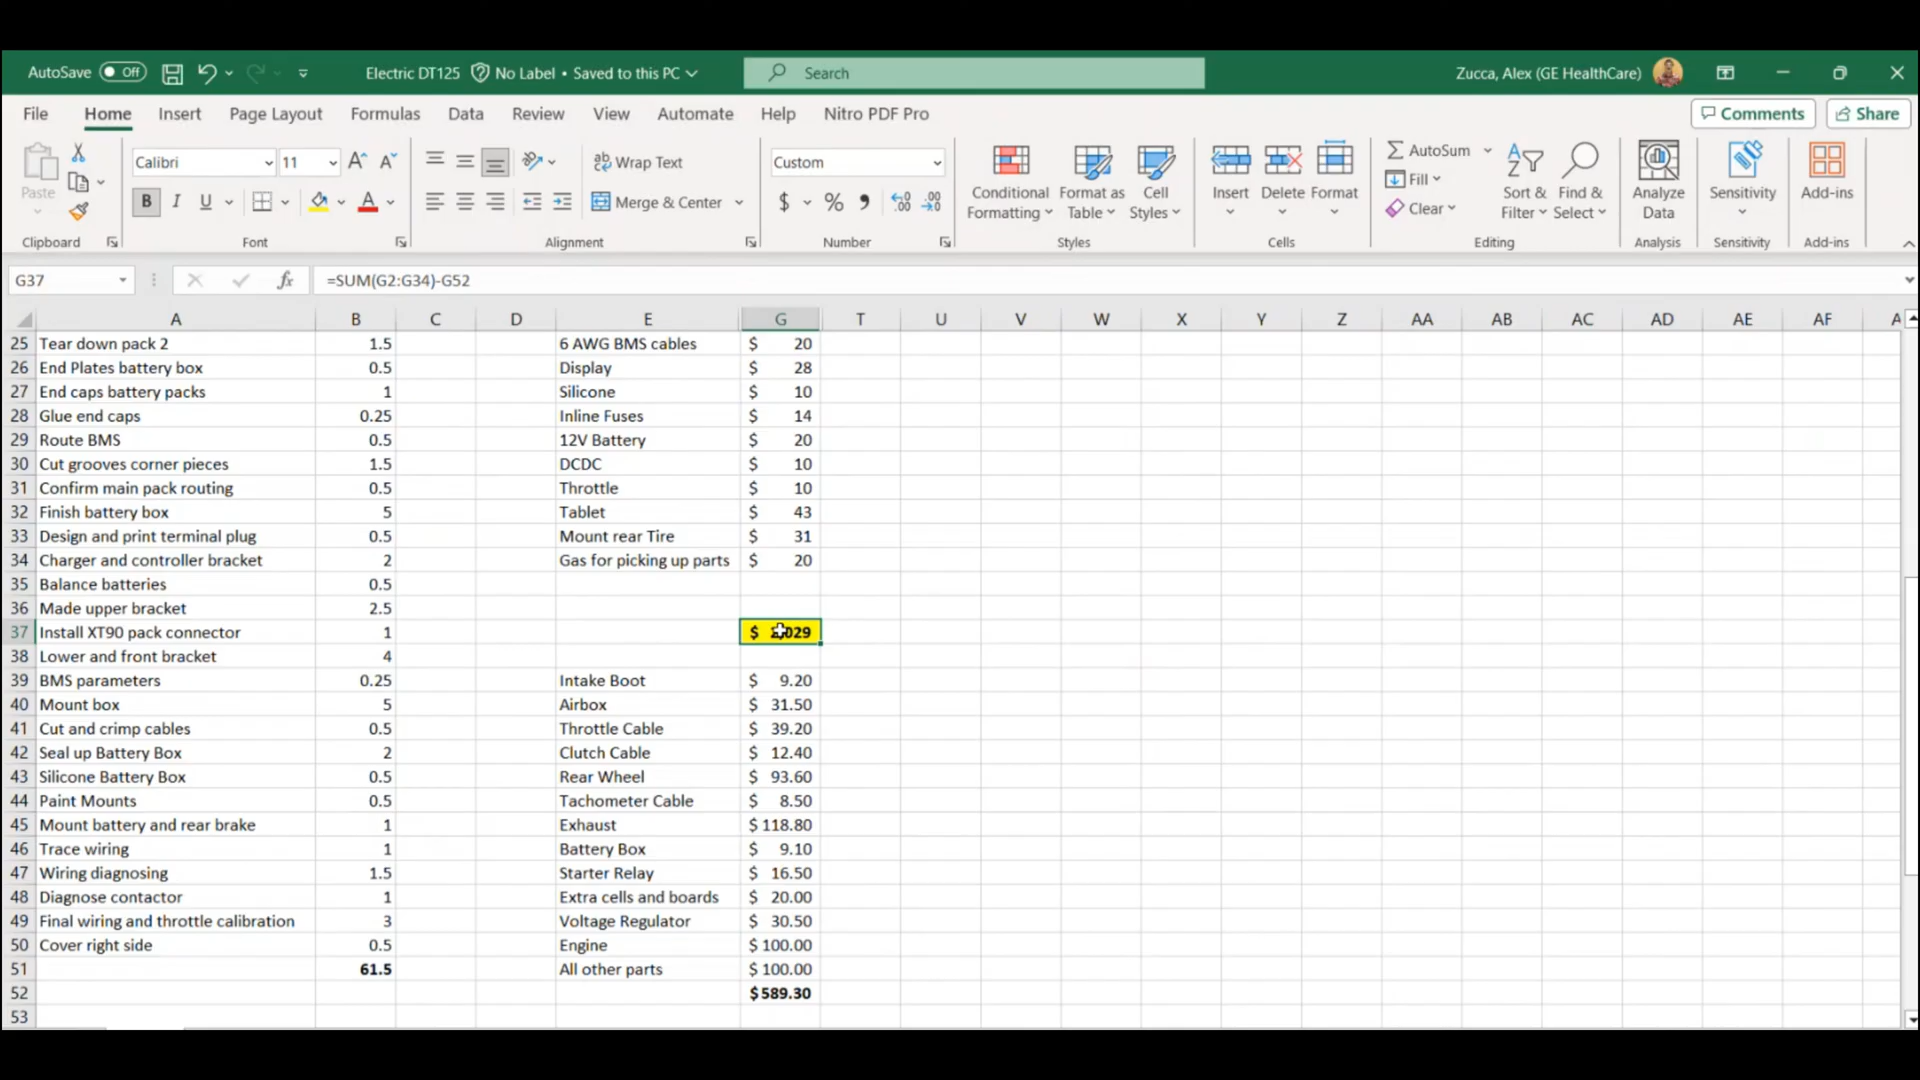 AutoSave Off Electric DT125 No Label • Saved to this PC Search Zucca, Alex (GE HealthCare)
File Home Insert Page Layout Formulas Data Review View Automate Help Nitro PDF Pro Comments Share
Paste Calibri 11 A A Wrap Text Custom Conditional Formatting Format as Table Cell Styles Insert Delete Format AutoSum Fill Clear Sort & Filter Find & Select Analyze Data Sensitivity Add-ins
B I U A Merge & Center $ %
Clipboard Font Alignment Number Styles Cells Editing Analysis Sensitivity Add-ins
G37 fx =SUM(G2:G34)-G52
A B C D E G T U V W X Y Z AA AB AC AD AE AF
25 Tear down pack 2 1.5 6 AWG BMS cables $ 20
26 End Plates battery box 0.5 Display $ 28
27 End caps battery packs 1 Silicone $ 10
28 Glue end caps 0.25 Inline Fuses $ 14
29 Route BMS 0.5 12V Battery $ 20
30 Cut grooves corner pieces 1.5 DCDC $ 10
31 Confirm main pack routing 0.5 Throttle $ 10
32 Finish battery box 5 Tablet $ 43
33 Design and print terminal plug 0.5 Mount rear Tire $ 31
34 Charger and controller bracket 2 Gas for picking up parts $ 20
35 Balance batteries 0.5
36 Made upper bracket 2.5
37 Install XT90 pack connector 1 $
38 Lower and front bracket 4
39 BMS parameters 0.25 Intake Boot $ 9.20
40 Mount box 5 Airbox $ 31.50
41 Cut and crimp cables 0.5 Throttle Cable $ 39.20
42 Seal up Battery Box 2 Clutch Cable $ 12.40
43 Silicone Battery Box 0.5 Rear Wheel $ 93.60
44 Paint Mounts 0.5 Tachometer Cable $ 8.50
45 Mount battery and rear brake 1 Exhaust $ 118.80
46 Trace wiring 1 Battery Box $ 9.10
47 Wiring diagnosing 1.5 Starter Relay $ 16.50
48 Diagnose contactor 1 Extra cells and boards $ 20.00
49 Final wiring and throttle calibration 3 Voltage Regulator $ 30.50
50 Cover right side 0.5 Engine $ 100.00
51 61.5 All other parts $ 100.00
52 $ 589.30
53